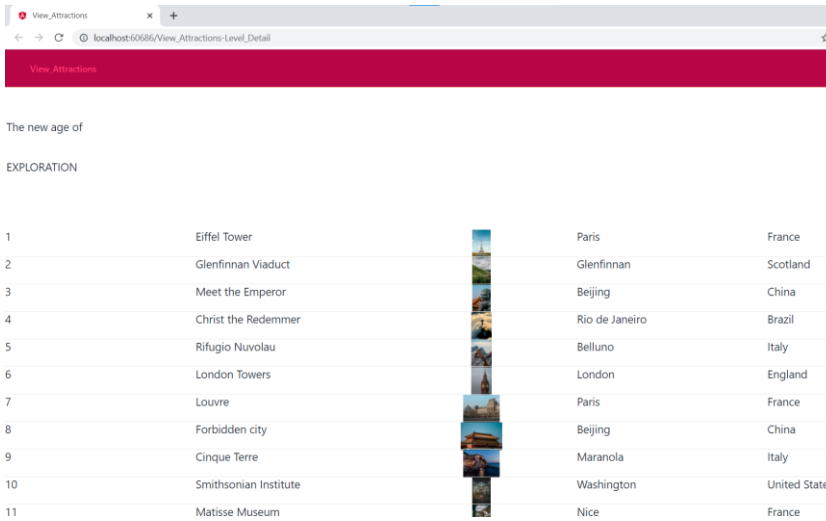 View_Attractions
localhost:60686/View_Attractions-Level_Detail
View_Attractions
The new age of
EXPLORATION
1 Eiffel Tower Paris France
2 Glenfinnan Viaduct Glenfinnan Scotland
3 Meet the Emperor Beijing China
4 Christ the Redemmer Rio de Janeiro Brazil
5 Rifugio Nuvolau Belluno Italy
6 London Towers London England
7 Louvre Paris France
8 Forbidden city Beijing China
9 Cinque Terre Maranola Italy
10 Smithsonian Institute Washington United State
11 Matisse Museum Nice France